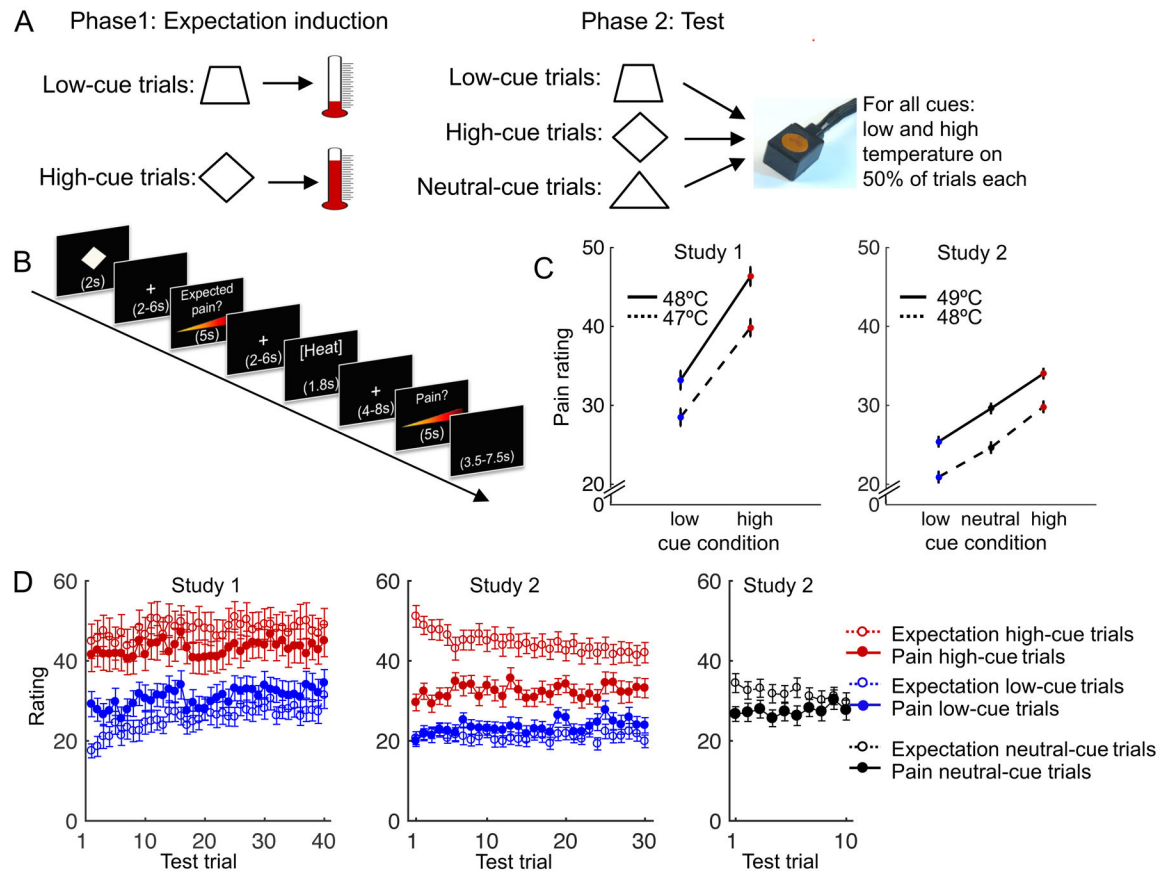 A
Phase1: Expectation induction
Low-cue trials:
High-cue trials:
Phase 2: Test
Low-cue trials:
High-cue trials:
Neutral-cue trials:
For all cues:
low and high
temperature on
50% of trials each
B
(2s)
+
(2-6s)
Expected
pain?
(5s)
+
(2-6s)
[Heat]
(1.8s)
+
(4-8s)
Pain?
(5s)
(3.5-7.5s)
C
Study 1
48ºC
47ºC
Pain rating
50
40
30
20
0
low high
cue condition
Study 2
49ºC
48ºC
50
40
30
20
0
low neutral high
cue condition
D
Study 1
Rating
60
40
20
0
1 10 20 30 40
Test trial
Study 2
60
40
20
0
1 10 20 30
Test trial
Study 2
60
40
20
0
1 10
Test trial
Expectation high-cue trials
Pain high-cue trials
Expectation low-cue trials
Pain low-cue trials
Expectation neutral-cue trials
Pain neutral-cue trials